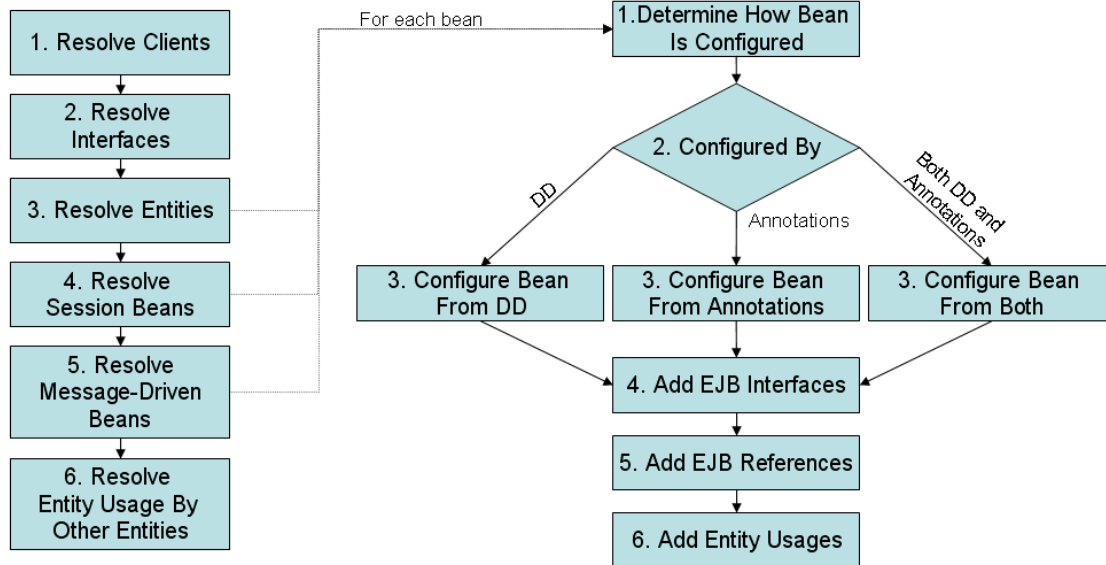 1. Resolve Clients
2. Resolve
Interfaces
3. Resolve Entities
4. Resolve
Session Beans
5. Resolve
Message-Driven
Beans
6. Resolve
Entity Usage By
Other Entities
For each bean
1.Determine How Bean
Is Configured
2. Configured By
DD
Annotations
Both DD and
Annotations
3. Configure Bean
From DD
3. Configure Bean
From Annotations
3. Configure Bean
From Both
4. Add EJB Interfaces
5. Add EJB References
6. Add Entity Usages